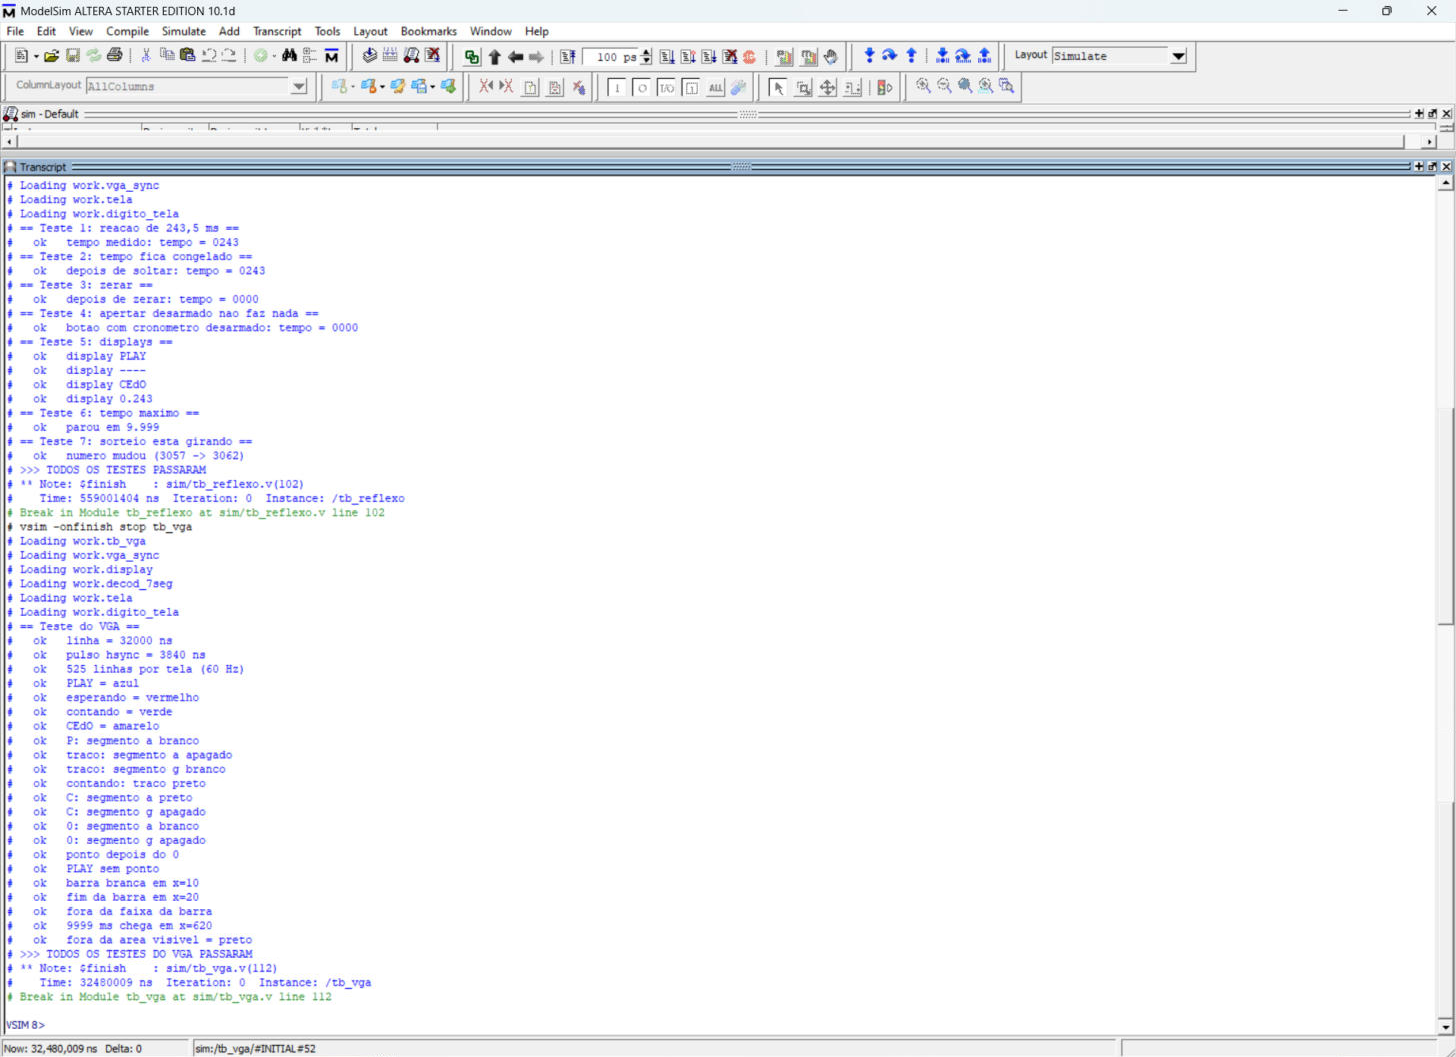 ModelSim ALTERA STARTER EDITION 10.1d
File Edit View Compile Simulate Add Transcript Tools Layout Bookmarks Window Help
100 ps
Layout Simulate
ColumnLayout AllColumns
ALL
sim - Default
Transcript
# Loading work.vga_sync
# Loading work.tela
# Loading work.digito_tela
# == Teste 1: reacao de 243,5 ms ==
#   ok   tempo medido: tempo = 0243
# == Teste 2: tempo fica congelado ==
#   ok   depois de soltar: tempo = 0243
# == Teste 3: zerar ==
#   ok   depois de zerar: tempo = 0000
# == Teste 4: apertar desarmado nao faz nada ==
#   ok   botao com cronometro desarmado: tempo = 0000
# == Teste 5: displays ==
#   ok   display PLAY
#   ok   display ----
#   ok   display CEdO
#   ok   display 0.243
# == Teste 6: tempo maximo ==
#   ok   parou em 9.999
# == Teste 7: sorteio esta girando ==
#   ok   numero mudou (3057 -> 3062)
# >>> TODOS OS TESTES PASSARAM
# ** Note: $finish    : sim/tb_reflexo.v(102)
#    Time: 559001404 ns  Iteration: 0  Instance: /tb_reflexo
# Break in Module tb_reflexo at sim/tb_reflexo.v line 102
# vsim -onfinish stop tb_vga
# Loading work.tb_vga
# Loading work.vga_sync
# Loading work.display
# Loading work.decod_7seg
# Loading work.tela
# Loading work.digito_tela
# == Teste do VGA ==
#   ok   linha = 32000 ns
#   ok   pulso hsync = 3840 ns
#   ok   525 linhas por tela (60 Hz)
#   ok   PLAY = azul
#   ok   esperando = vermelho
#   ok   contando = verde
#   ok   CEdO = amarelo
#   ok   P: segmento a branco
#   ok   traco: segmento a apagado
#   ok   traco: segmento g branco
#   ok   contando: traco preto
#   ok   C: segmento a preto
#   ok   C: segmento g apagado
#   ok   0: segmento a branco
#   ok   0: segmento g apagado
#   ok   ponto depois do 0
#   ok   PLAY sem ponto
#   ok   barra branca em x=10
#   ok   fim da barra em x=20
#   ok   fora da faixa da barra
#   ok   9999 ms chega em x=620
#   ok   fora da area visivel = preto
# >>> TODOS OS TESTES DO VGA PASSARAM
# ** Note: $finish    : sim/tb_vga.v(112)
#    Time: 32480009 ns  Iteration: 0  Instance: /tb_vga
# Break in Module tb_vga at sim/tb_vga.v line 112
VSIM 8>
Now: 32,480,009 ns  Delta: 0
sim:/tb_vga/#INITIAL#52